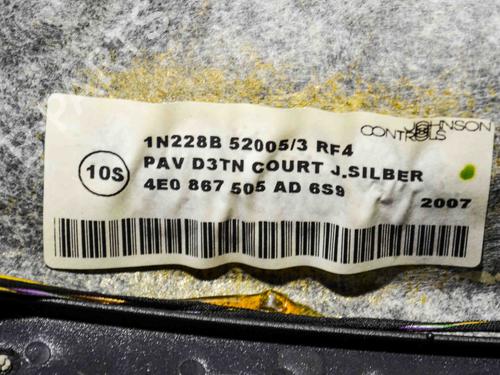 JOHNSON
CONTROLS
1N228B 52005/3 RF4
10S
PAV D3TN COURT J.SILBER
4E0 867 505 AD 6S9
2007